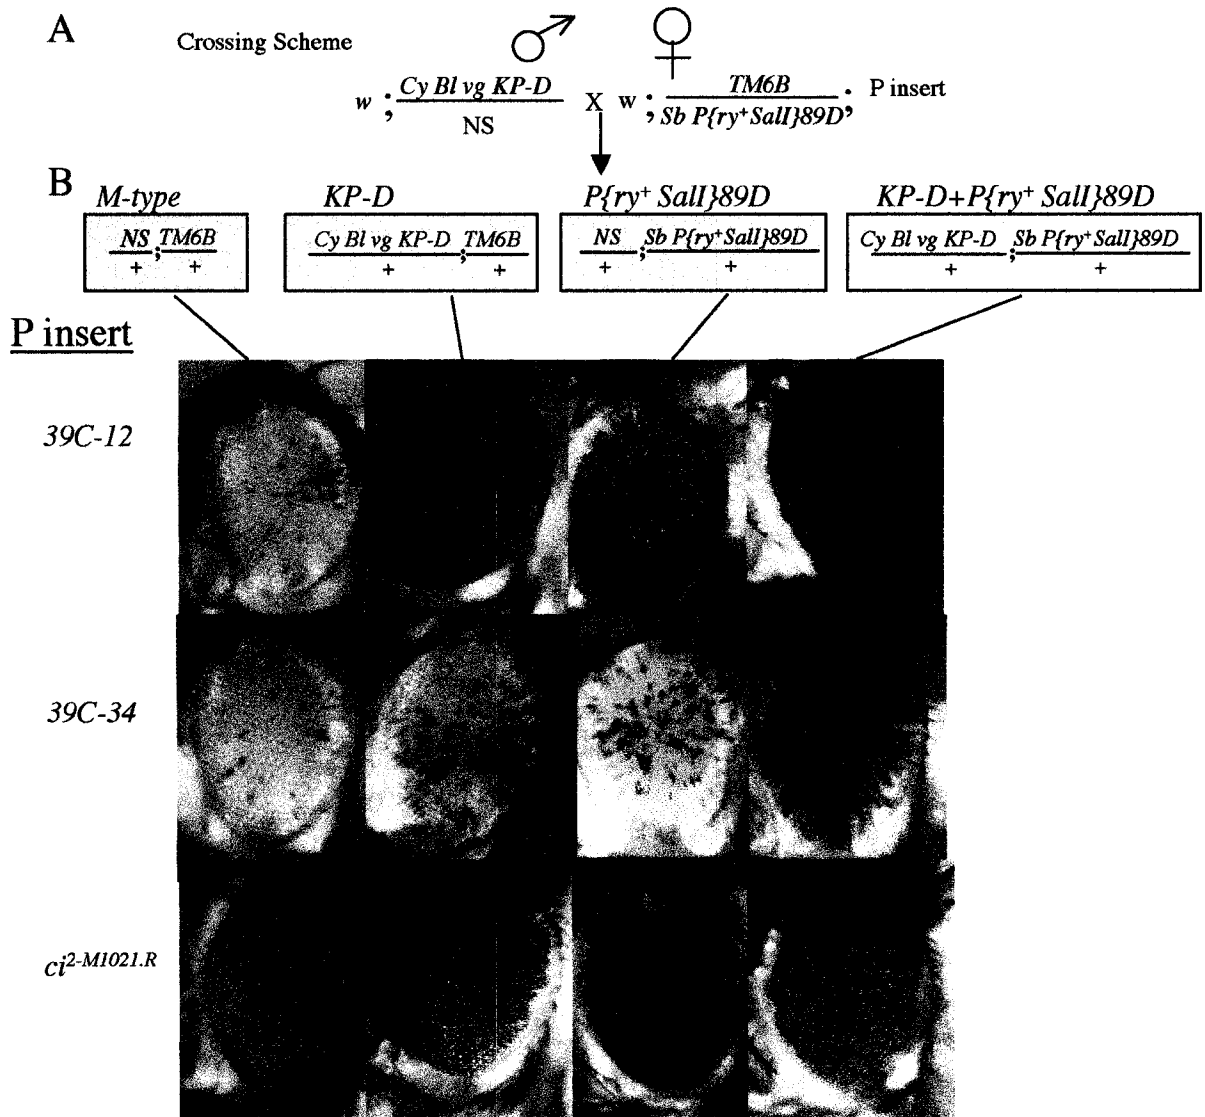 A
Crossing Scheme
w ; Cy Bl vg KP-D / NS X w ; TM6B / Sb P{ry+SalI}89D ; P insert
B
M-type KP-D P{ry+ SalI}89D KP-D+P{ry+ SalI}89D
NS / + ; TM6B / +
Cy Bl vg KP-D / + ; TM6B / +
NS / + ; Sb P{ry+SalI}89D / +
Cy Bl vg KP-D / + ; Sb P{ry+SalI}89D / +
P insert
39C-12
39C-34
ci2-M1021.R